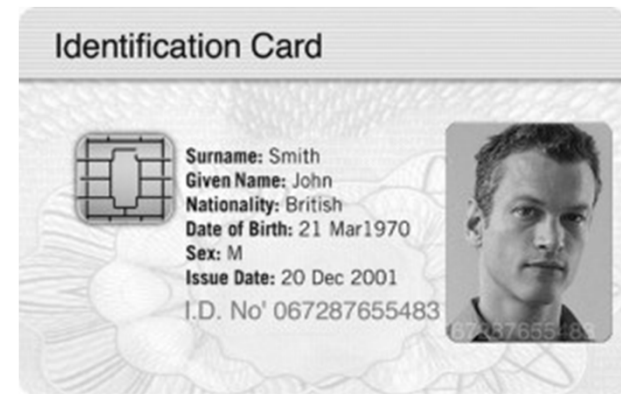 Identification Card
Surname: Smith
Given Name: John
Nationality: British
Date of Birth: 21 Mar1970
Sex: M
Issue Date: 20 Dec 2001
I.D. No' 067287655483